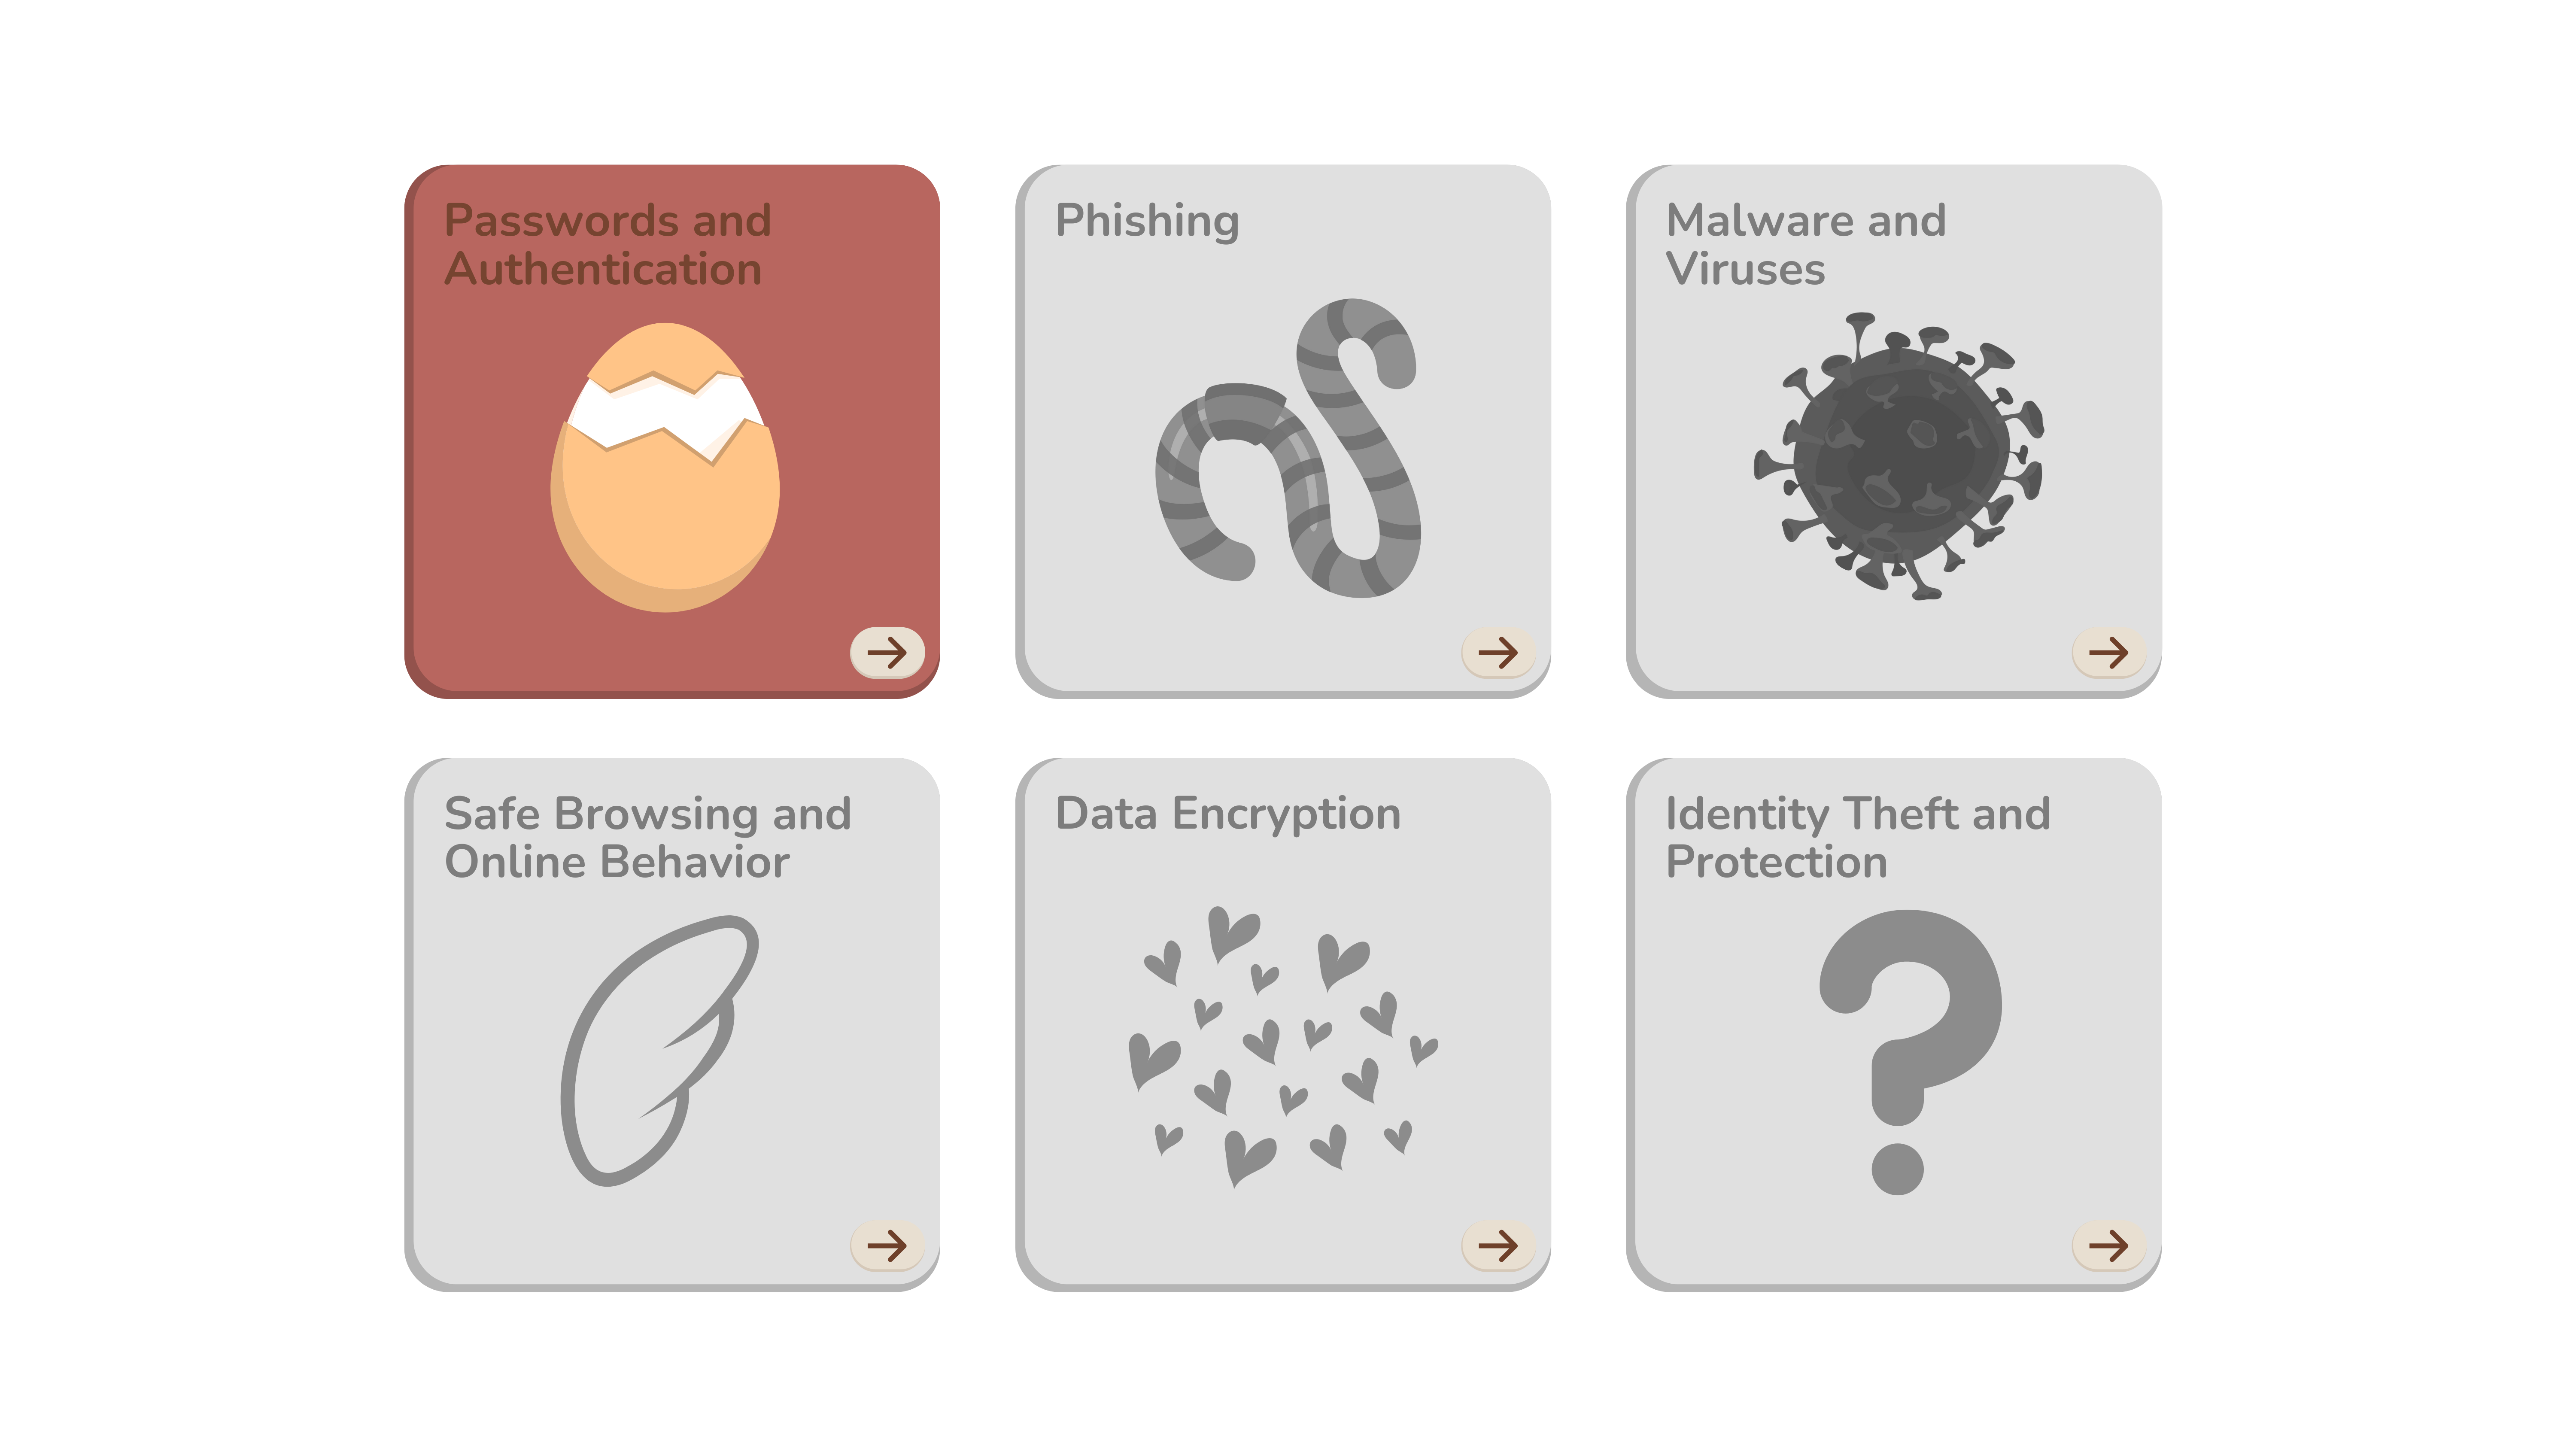 Passwords and
Authentication
Phishing
Malware and
Viruses
Safe Browsing and
Online Behavior
Data Encryption
Identity Theft and
Protection
?